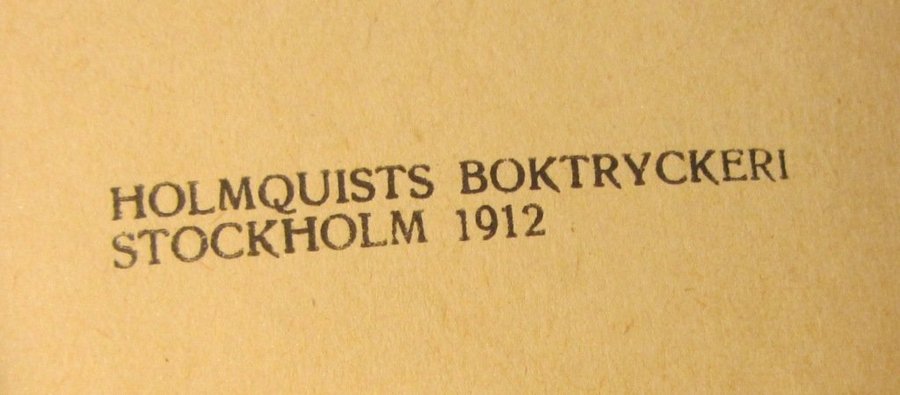 HOLMQUISTS BOKTRYCKERI
STOCKHOLM 1912